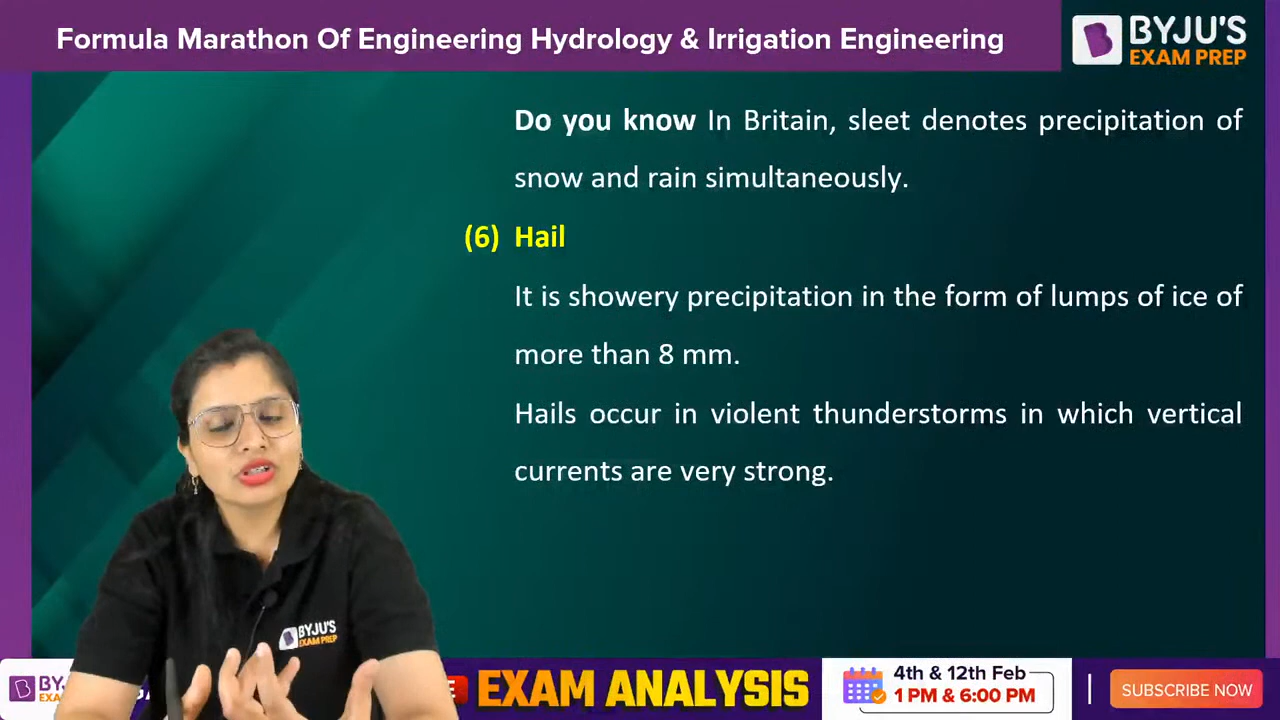 Formula Marathon Of Engineering Hydrology & Irrigation Engineering
BYJU'S
EXAM PREP
Do you know In Britain, sleet denotes precipitation of
snow and rain simultaneously.
(6) Hail
It is showery precipitation in the form of lumps of ice of
more than 8 mm.
Hails occur in violent thunderstorms in which vertical
currents are very strong.
BYJU'S
EXAM PREP
BYJU'S
EXAM
EXAM ANALYSIS
4th & 12th Feb
1 PM & 6:00 PM
SUBSCRIBE NOW